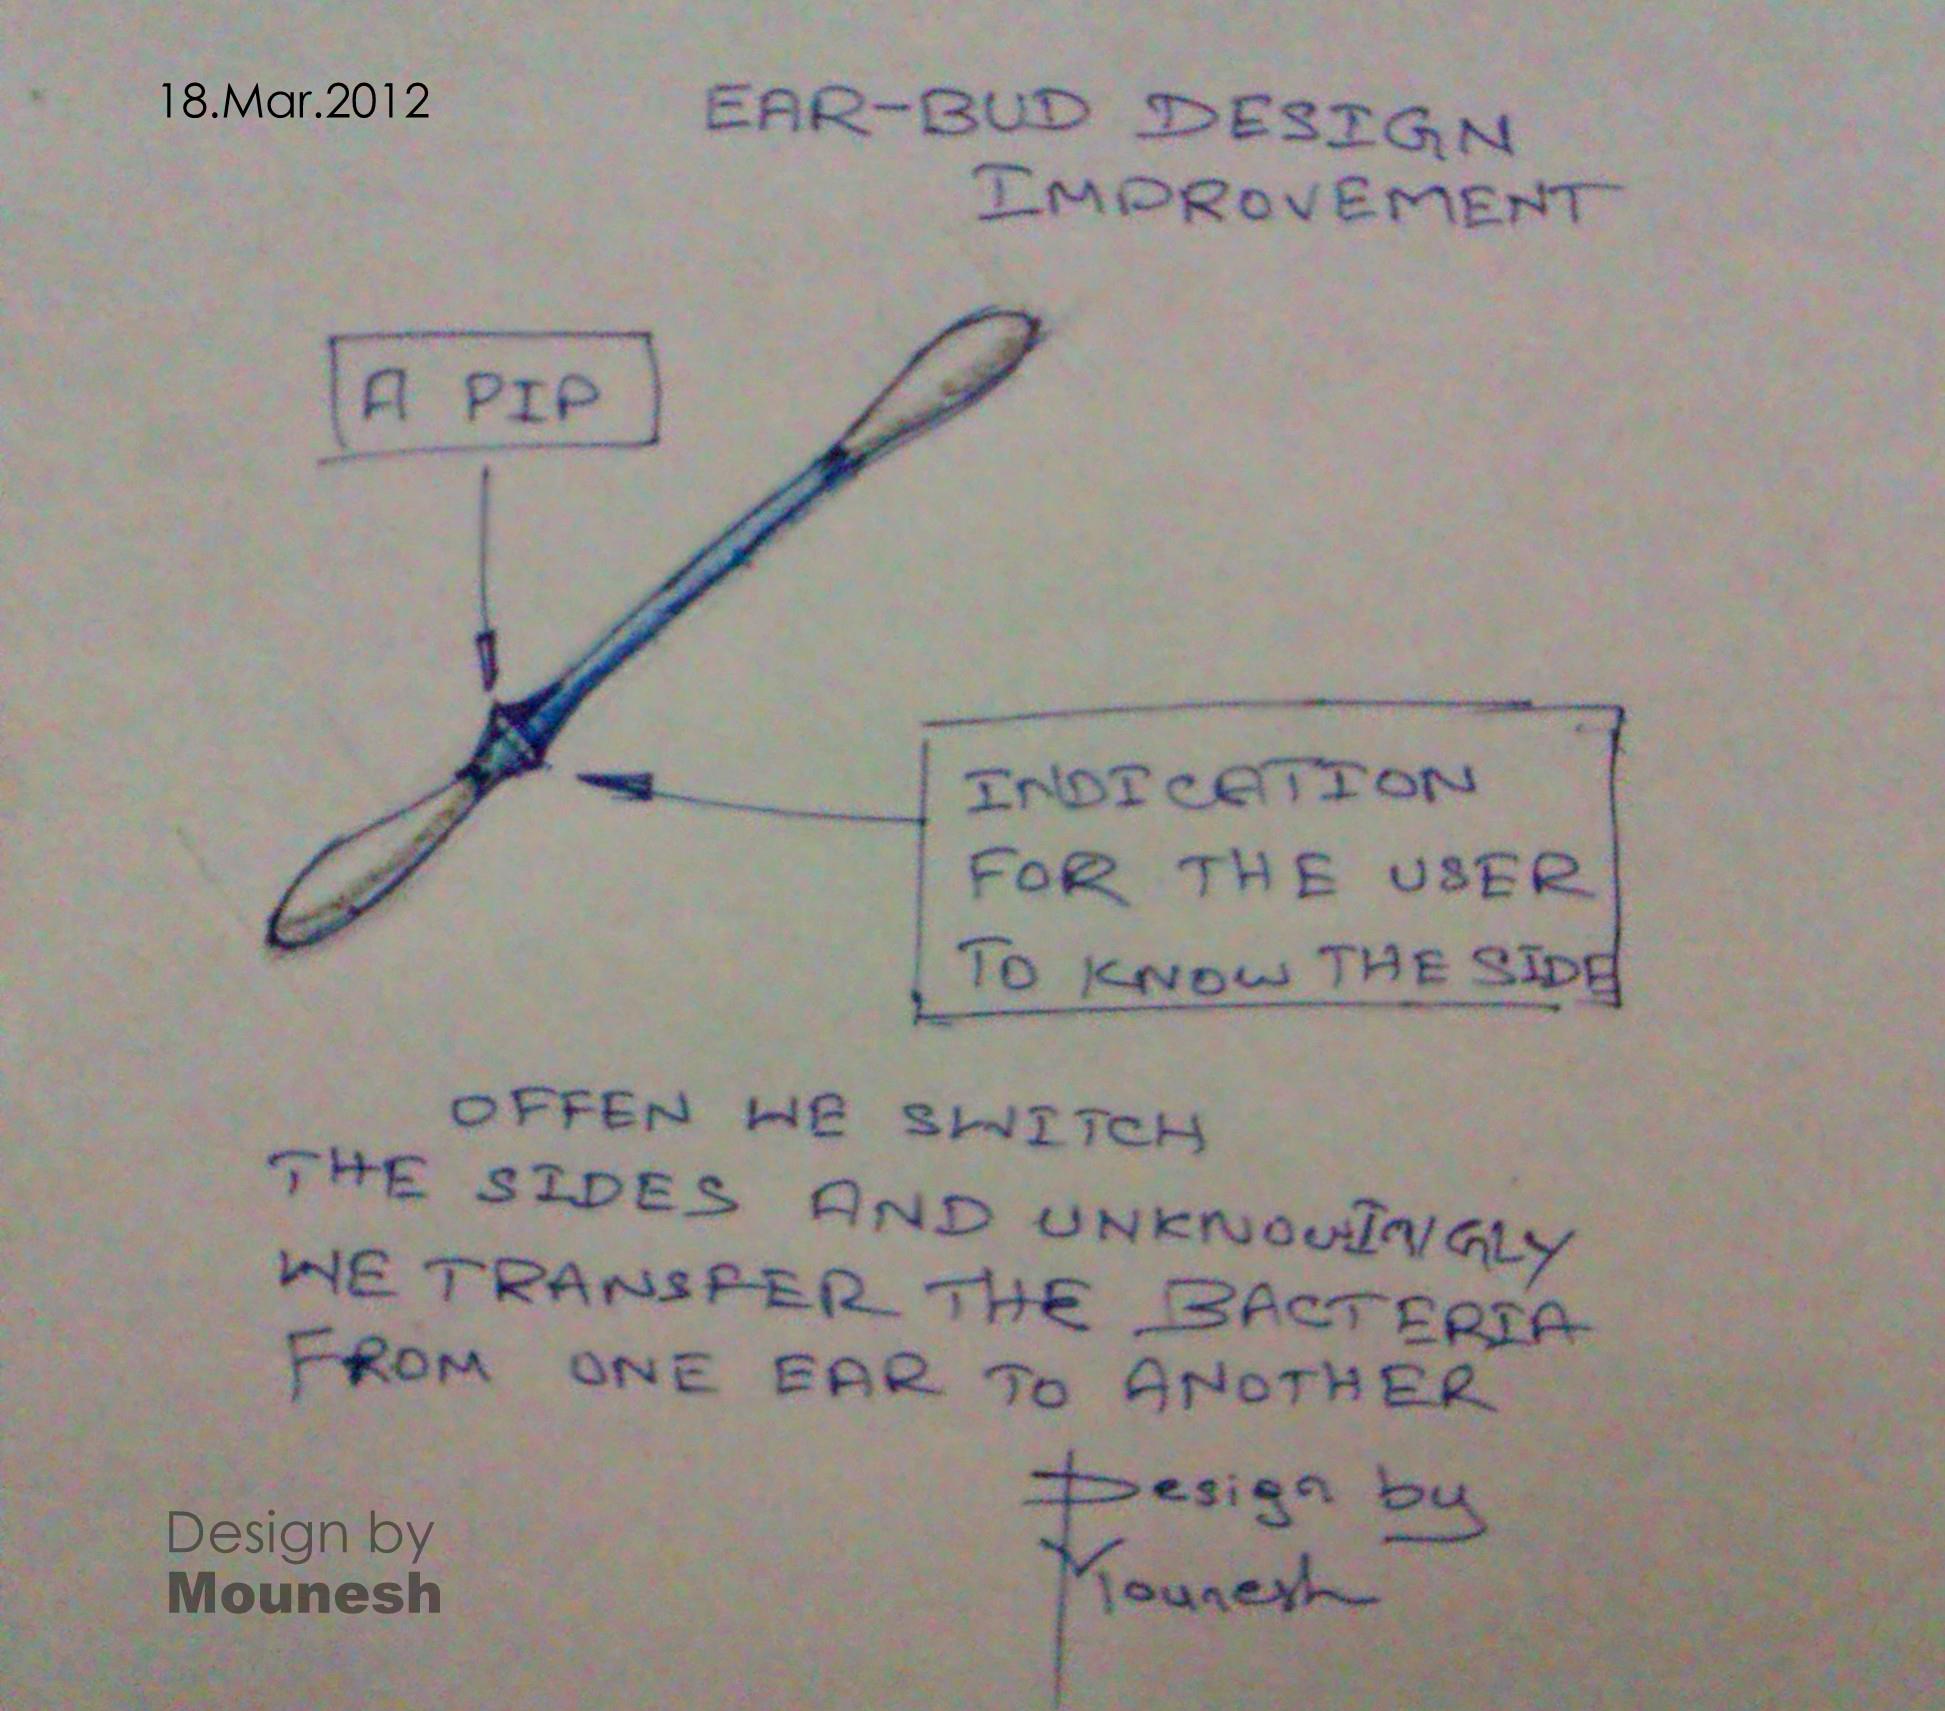 18.Mar.2012
EAR-BUD DESIGN
IMPROVEMENT
A PIP
INDICATION
FOR THE USER
TO KNOW THE SIDE
OFFEN WE SWITCH
THE SIDES AND UNKNOWINGLY
WE TRANSFER THE BACTERIA
FROM ONE EAR TO ANOTHER
Design by
Mounesh
Design by
Mounesh